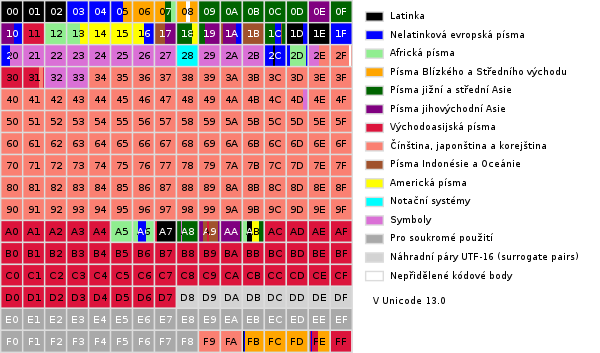 00 01 02 03 04 05 06 07 08 09 0A 0B 0C 0D 0E 0F
10 11 12 13 14 15 16 17 18 19 1A 1B 1C 1D 1E 1F
20 21 22 23 24 25 26 27 28 29 2A 2B 2C 2D 2E 2F
30 31 32 33 34 35 36 37 38 39 3A 3B 3C 3D 3E 3F
40 41 42 43 44 45 46 47 48 49 4A 4B 4C 4D 4E 4F
50 51 52 53 54 55 56 57 58 59 5A 5B 5C 5D 5E 5F
60 61 62 63 64 65 66 67 68 69 6A 6B 6C 6D 6E 6F
70 71 72 73 74 75 76 77 78 79 7A 7B 7C 7D 7E 7F
80 81 82 83 84 85 86 87 88 89 8A 8B 8C 8D 8E 8F
90 91 92 93 94 95 96 97 98 99 9A 9B 9C 9D 9E 9F
A0 A1 A2 A3 A4 A5 A6 A7 A8 A9 AA AB AC AD AE AF
B0 B1 B2 B3 B4 B5 B6 B7 B8 B9 BA BB BC BD BE BF
C0 C1 C2 C3 C4 C5 C6 C7 C8 C9 CA CB CC CD CE CF
D0 D1 D2 D3 D4 D5 D6 D7 D8 D9 DA DB DC DD DE DF
E0 E1 E2 E3 E4 E5 E6 E7 E8 E9 EA EB EC ED EE EF
F0 F1 F2 F3 F4 F5 F6 F7 F8 F9 FA FB FC FD FE FF
Latinka
Nelatinková evropská písma
Africká písma
Písma Blízkého a Středního východu
Písma jižní a střední Asie
Písma jihovýchodní Asie
Východoasijská písma
Čínština, japonština a korejština
Písma Indonésie a Oceánie
Americká písma
Notační systémy
Symboly
Pro soukromé použití
Náhradní páry UTF-16 (surrogate pairs)
Nepřidělené kódové body
V Unicode 13.0